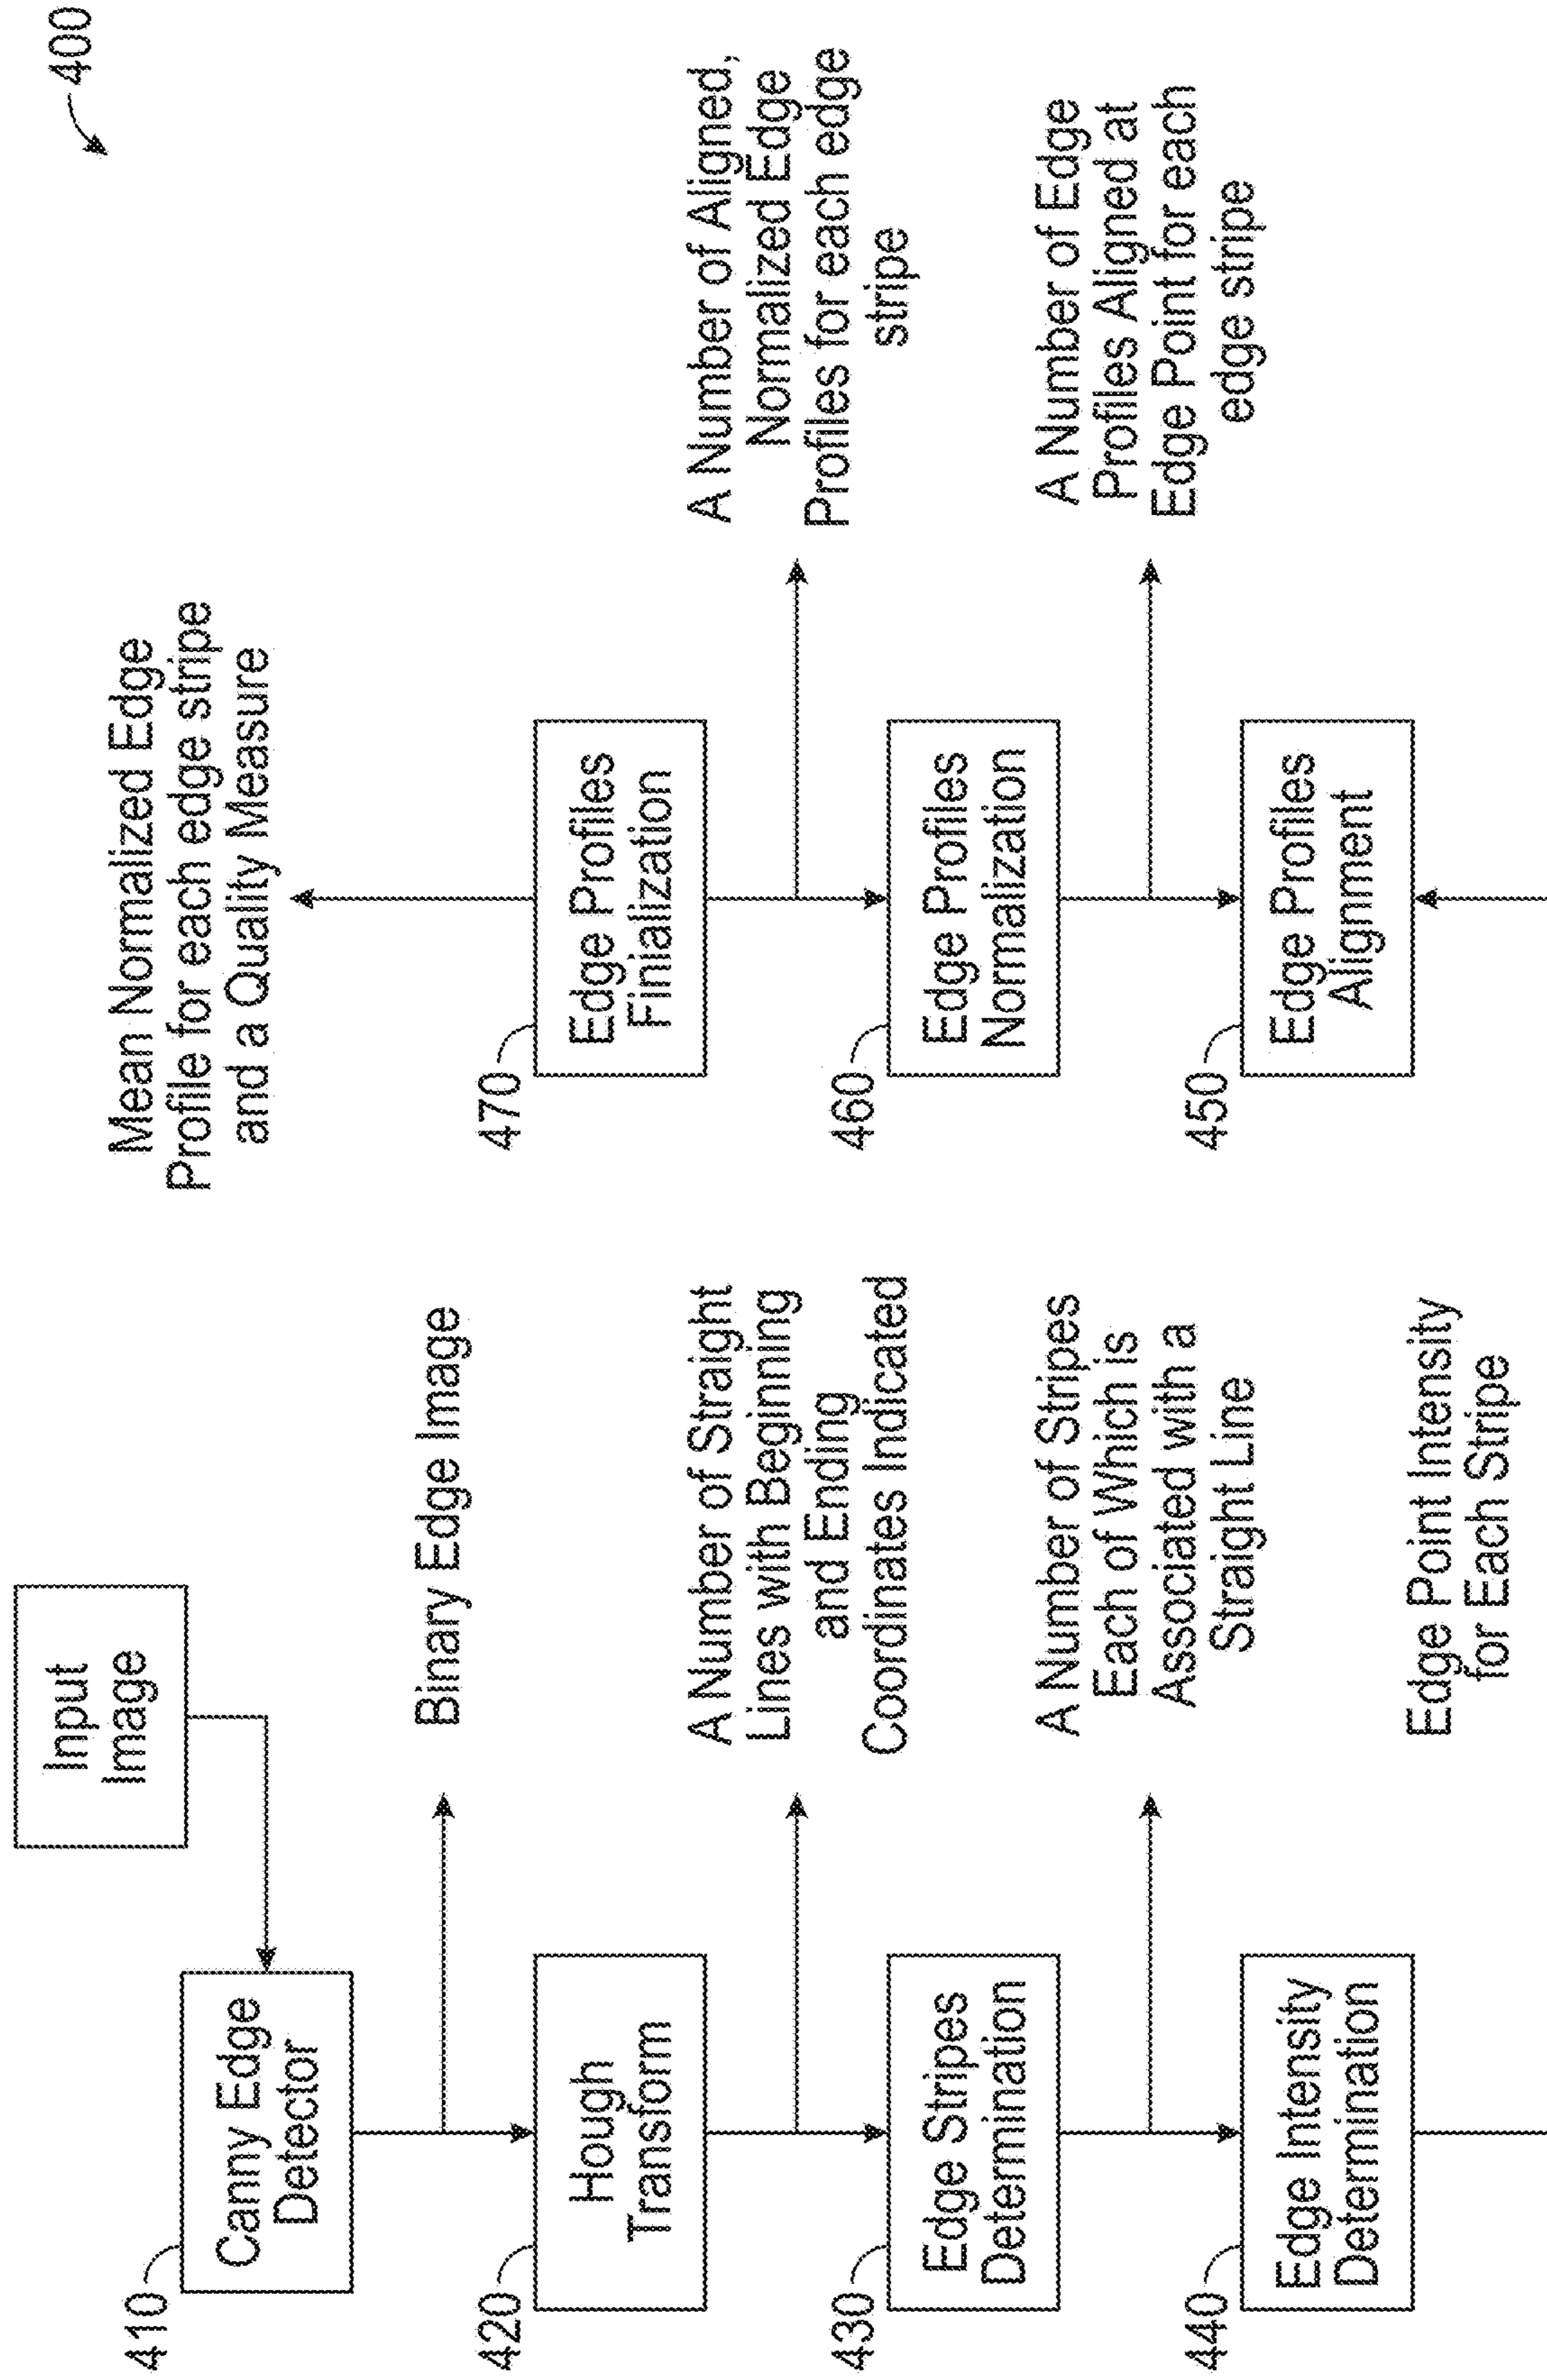 400
Input
Image
410
Canny Edge
Detector
Binary Edge Image
420
Hough
Transform
A Number of Straight
Lines with Beginning
and Ending
Coordinates Indicated
430
Edge Stripes
Determination
A Number of Stripes
Each of Which is
Associated with a
Straight Line
440
Edge Intensity
Determination
Edge Point Intensity
for Each Stripe
Mean Normalized Edge
Profile for each edge stripe
and a Quality Measure
470
Edge Profiles
Finialization
A Number of Aligned,
Normalized Edge
Profiles for each edge
stripe
460
Edge Profiles
Normalization
A Number of Edge
Profiles Aligned at
Edge Point for each
edge stripe
450
Edge Profiles
Alignment